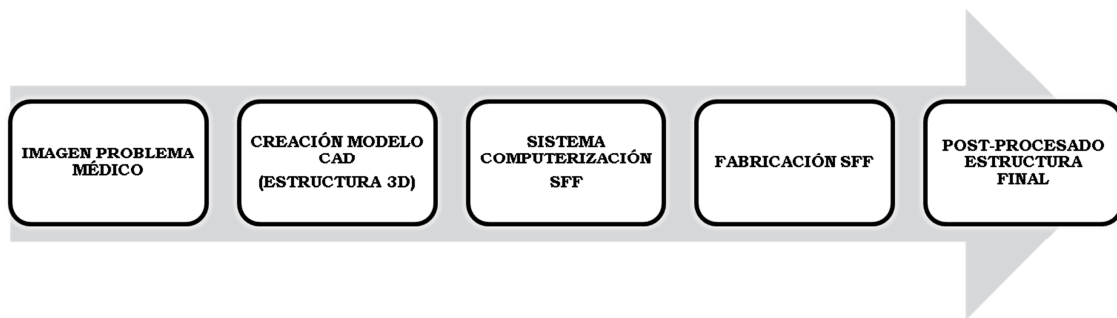 IMAGEN PROBLEMA
MÉDICO
CREACIÓN MODELO
CAD
(ESTRUCTURA 3D)
SISTEMA
COMPUTERIZACIÓN
SFF
FABRICACIÓN SFF
POST-PROCESADO
ESTRUCTURA
FINAL